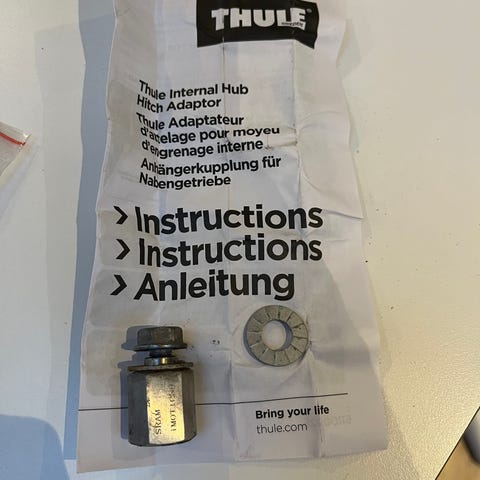 THULE
Thule Internal Hub
Hitch Adaptor
Thule Adaptateur
d'attelage pour moyeu
d'engrenage interne
Anhängerkupplung für
Nabengetriebe
> Instructions
> Instructions
> Anleitung
SRAM
Bring your life
thule.com